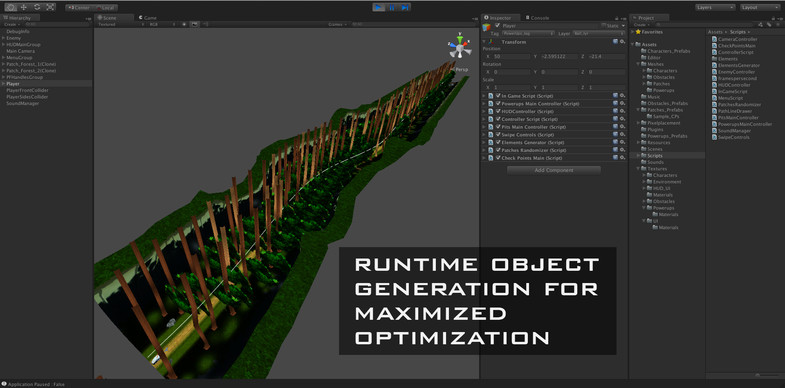 Center
Local
Layers
Layout
Hierarchy
Create
DebugInfo
Enemy
HUDMainGroup
Main Camera
MenuGroup
Patch_Forest_1(Clone)
Patch_Forest_2(Clone)
PMHandlerGroup
Player
PlayerFrontCollider
PlayerSidesCollider
SoundManager
Scene
Game
Textured
RGB
Gizmos
Persp
RUNTIME OBJECT
GENERATION FOR
MAXIMIZED
OPTIMIZATION
Inspector
Console
Player
Static
Tag
Layer
Transform
Position
X 50 Y -2.595122 Z
Rotation
X 0 Y 0 Z 0
Scale
X 1 Y 1 Z 1
In Game Script (Script)
Powerups Main Controller (Script)
HUDController (Script)
Controller Script (Script)
Pits Main Controller (Script)
Swipe Controls (Script)
Elements Generator (Script)
Patches Randomizer (Script)
Check Points Main (Script)
Add Component
Project
Create
Favorites
Assets
Characters_Prefabs
Editor
Meshes
Characters
Obstacles
Patches
Powerups
Music
Obstacles_Prefabs
Patches_Prefabs
Sample_CPs
Pixelplacement
Plugins
Powerups_Prefabs
Resources
Scenes
Scripts
Sounds
Textures
Characters
Environment
HUD_UI
Materials
Obstacles
Powerups
Materials
UI
Materials
Assets Scripts
CameraController
CheckPointsMain
ControllerScript
Elements
ElementsGenerator
EnemyController
framespersecond
HUDController
InGameScript
MenuScript
PatchesRandomizer
PathLineDrawer
PitsMainController
PowerupsMainController
SoundManager
SwipeControls
Application Paused : False